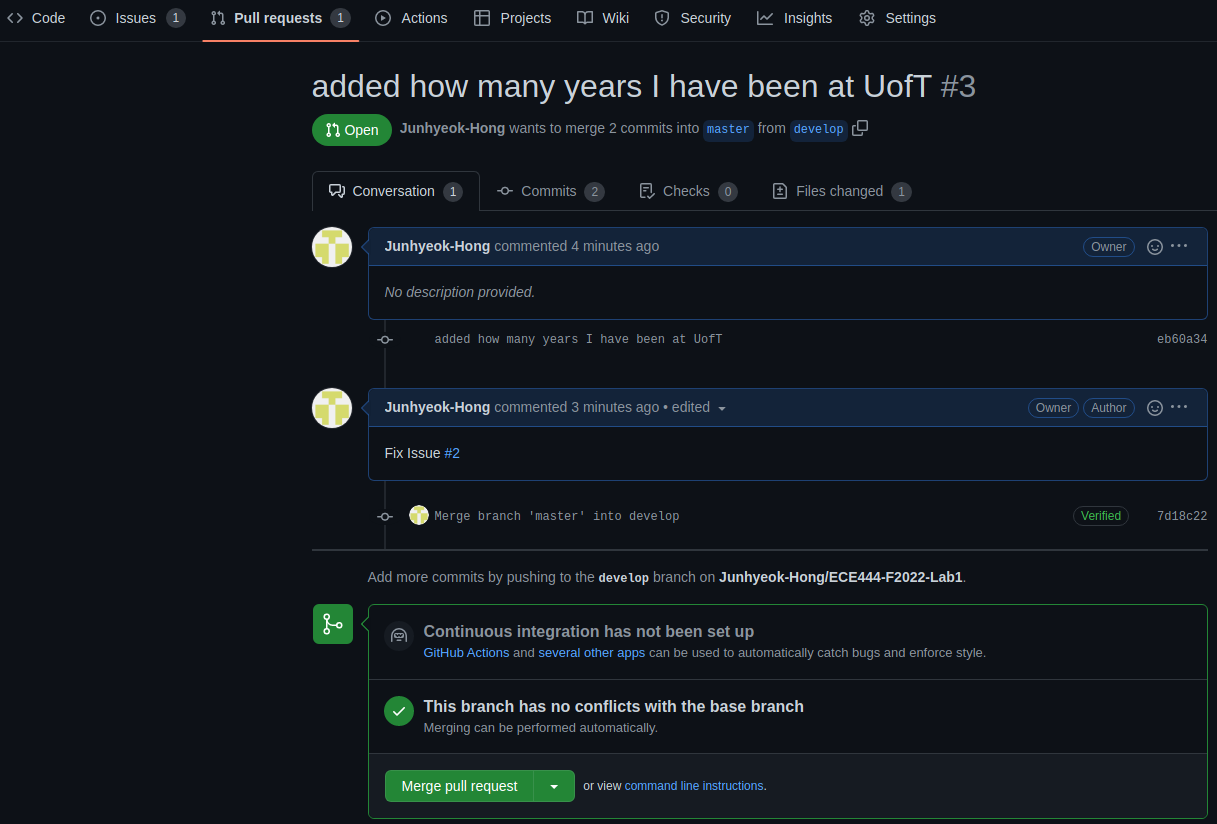 Code Issues 1 Pull requests 1 Actions Projects Wiki Security Insights Settings
added how many years I have been at UofT #3
Open Junhyeok-Hong wants to merge 2 commits into master from develop
Conversation 1 Commits 2 Checks 0 Files changed 1
Junhyeok-Hong commented 4 minutes ago Owner
No description provided.
added how many years I have been at UofT eb60a34
Junhyeok-Hong commented 3 minutes ago • edited Owner Author
Fix Issue #2
Merge branch 'master' into develop Verified 7d18c22
Add more commits by pushing to the develop branch on Junhyeok-Hong/ECE444-F2022-Lab1.
Continuous integration has not been set up
GitHub Actions and several other apps can be used to automatically catch bugs and enforce style.
This branch has no conflicts with the base branch
Merging can be performed automatically.
Merge pull request or view command line instructions.